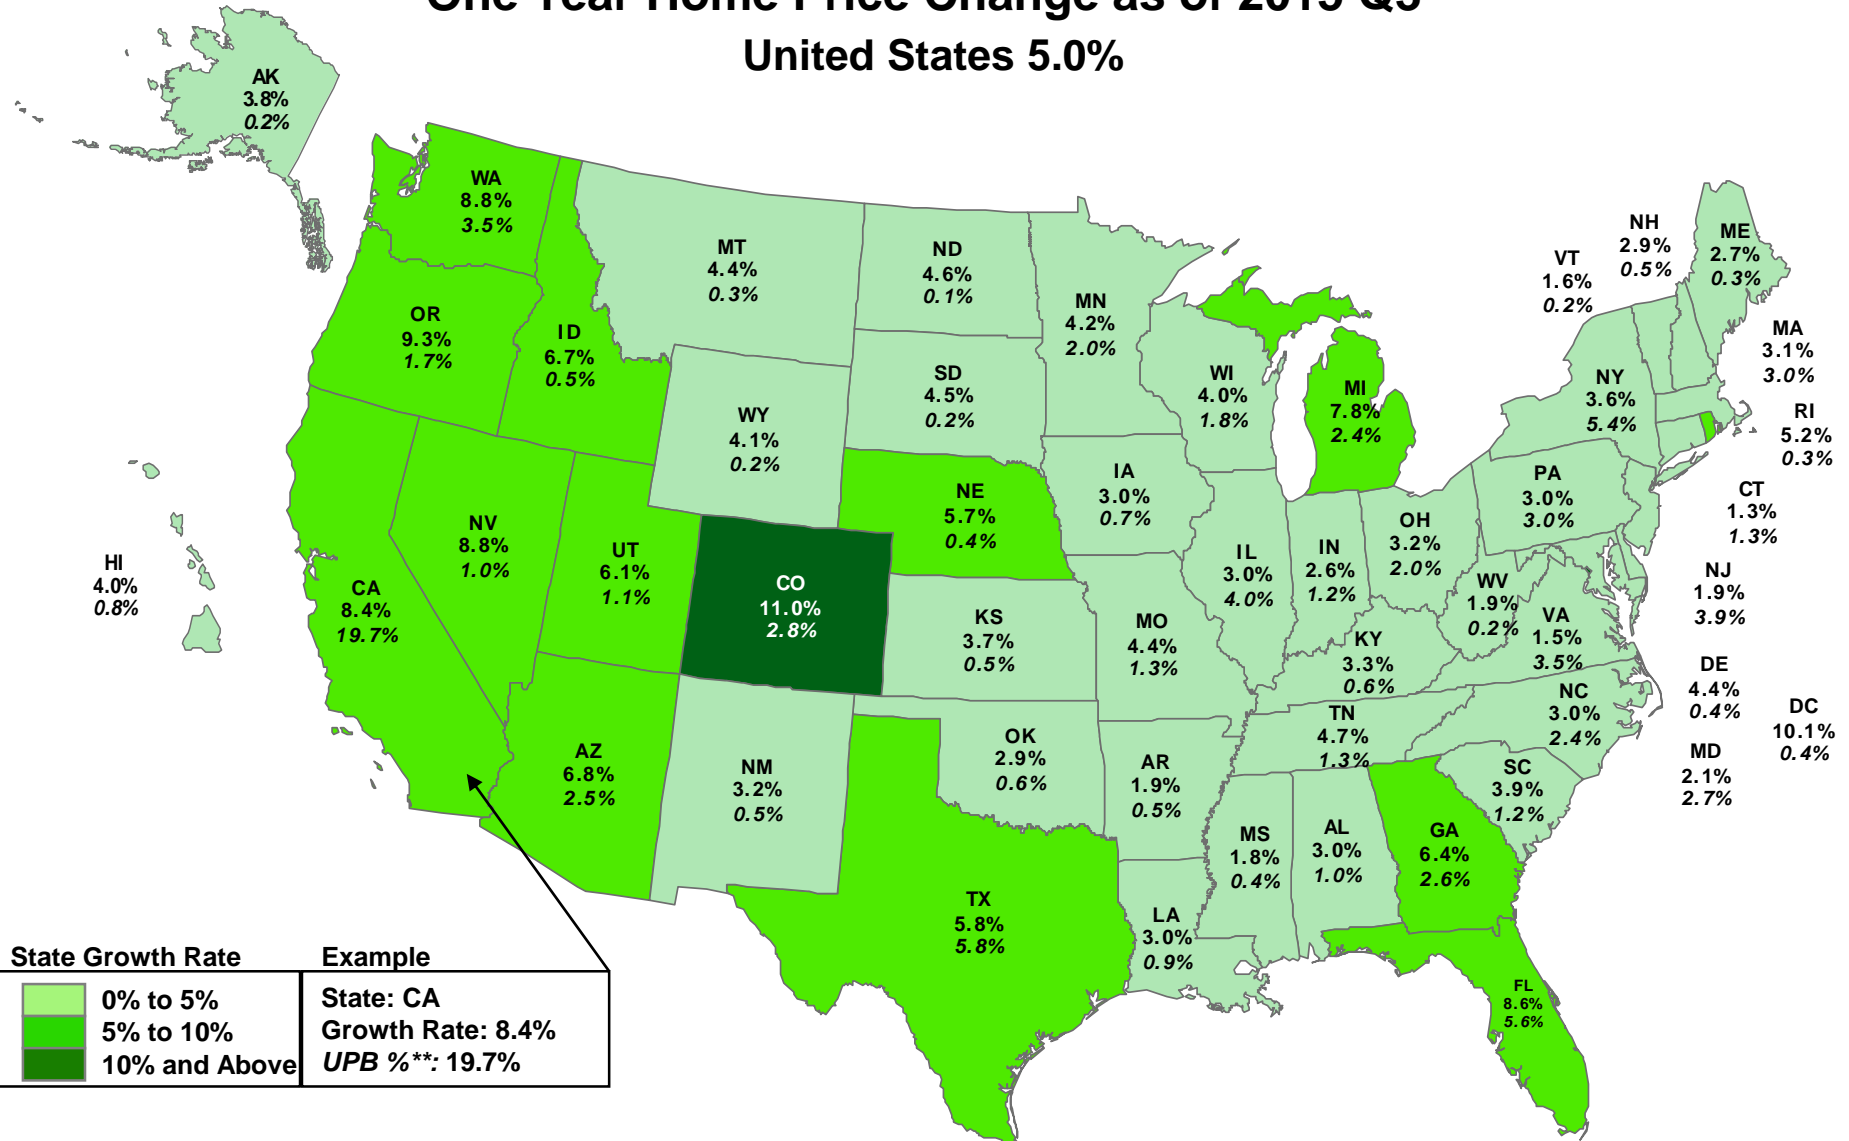 One Year Home Price Change as of 2015 Q3
United States 5.0%
AK
3.8%
0.2%
WA
8.8%
3.5%
OR
9.3%
1.7%
ID
6.7%
0.5%
MT
4.4%
0.3%
ND
4.6%
0.1%
MN
4.2%
2.0%
SD
4.5%
0.2%
WY
4.1%
0.2%
WI
4.0%
1.8%
MI
7.8%
2.4%
VT
1.6%
0.2%
NH
2.9%
0.5%
ME
2.7%
0.3%
MA
3.1%
3.0%
NY
3.6%
5.4%
RI
5.2%
0.3%
CT
1.3%
1.3%
PA
3.0%
3.0%
NJ
1.9%
3.9%
IA
3.0%
0.7%
NE
5.7%
0.4%
NV
8.8%
1.0%
UT
6.1%
1.1%
CA
8.4%
19.7%
HI
4.0%
0.8%
CO
11.0%
2.8%
KS
3.7%
0.5%
MO
4.4%
1.3%
IL
3.0%
4.0%
IN
2.6%
1.2%
OH
3.2%
2.0%
WV
1.9%
0.2%
VA
1.5%
3.5%
KY
3.3%
0.6%
DE
4.4%
0.4%
DC
10.1%
0.4%
MD
2.1%
2.7%
NC
3.0%
2.4%
TN
4.7%
1.3%
SC
3.9%
1.2%
AZ
6.8%
2.5%
NM
3.2%
0.5%
OK
2.9%
0.6%
AR
1.9%
0.5%
MS
1.8%
0.4%
AL
3.0%
1.0%
GA
6.4%
2.6%
TX
5.8%
5.8%
LA
3.0%
0.9%
FL
8.6%
5.6%
State Growth Rate
0% to 5%
5% to 10%
10% and Above
Example
State: CA
Growth Rate: 8.4%
UPB %**: 19.7%